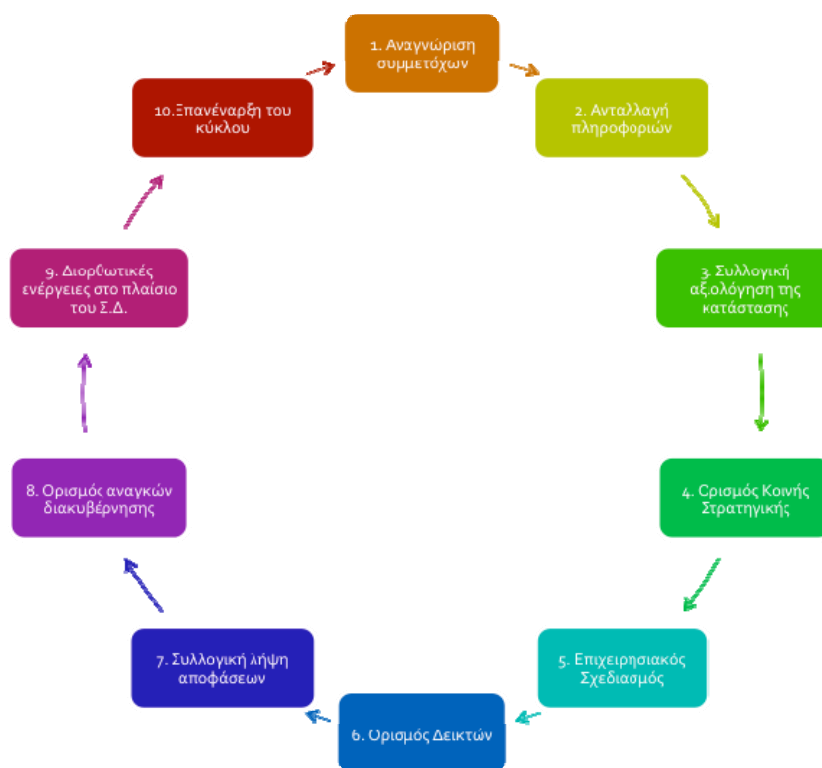 1. Αναγνώριση
συμμετόχων
2. Ανταλλαγή
πληροφοριών
3. Συλλογική
αξιολόγηση της
κατάστασης
4. Ορισμός Κοινής
Στρατηγικής
5. Επιχειρησιακός
Σχεδιασμός
6. Ορισμός Δεικτών
7. Συλλογική λήψη
αποφάσεων
8. Ορισμός αναγκών
διακυβέρνησης
9. Διορθωτικές
ενέργειες στο πλαίσιο
του Σ.Δ.
10.Επανέναρξη του
κύκλου